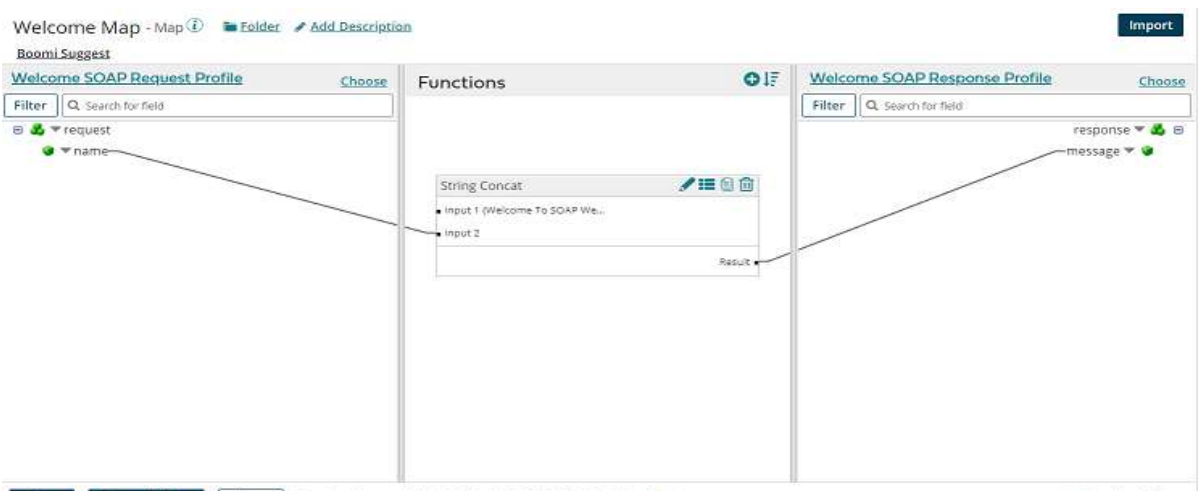 Welcome Map - Map i Folder Add Description Import
Boomi Suggest
Welcome SOAP Request Profile Choose
Functions
Welcome SOAP Response Profile Choose
Filter Search for field
Filter Search for field
request
name
response
message
String Concat
Input 1 (Welcome To SOAP We...
Input 2
Result